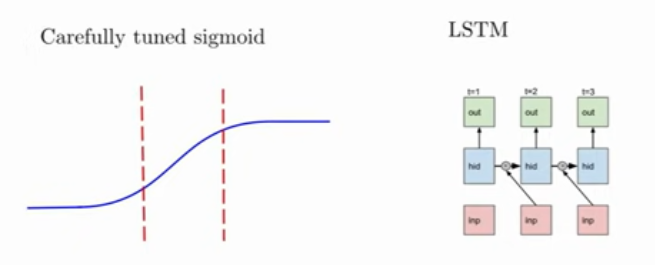 Carefully tuned sigmoid
LSTM
t=1 t=2 t=3
out out out
hid hid hid
inp inp inp